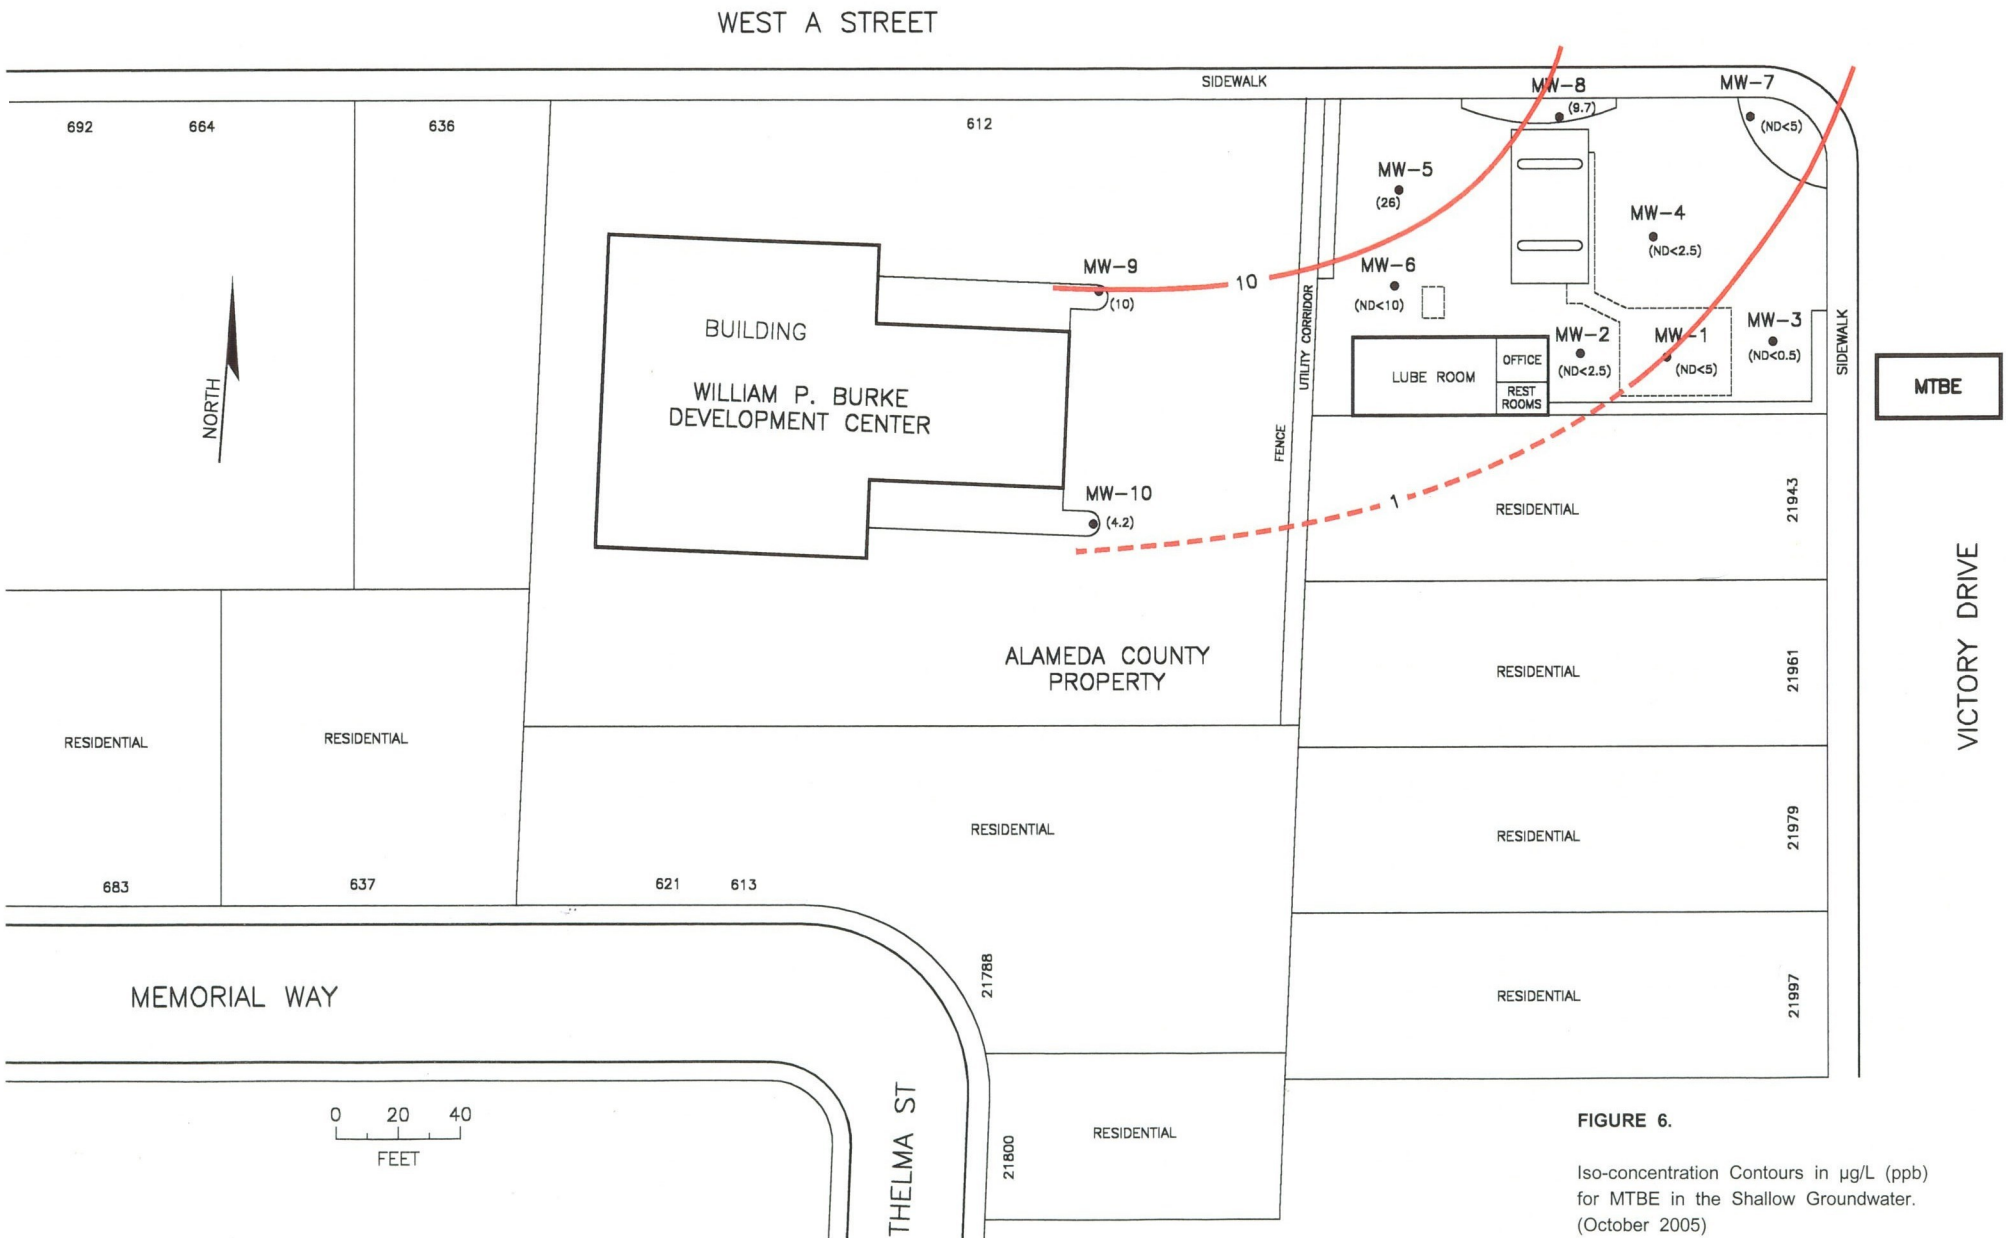 WEST A STREET
SIDEWALK
MW-8
(9.7)
MW-7
(ND<5)
692
664
636
612
MW-5
(26)
MW-4
(ND<2.5)
MW-9
(10)
10
MW-6
(ND<10)
UTILITY CORRIDOR
FENCE
BUILDING
WILLIAM P. BURKE
DEVELOPMENT CENTER
NORTH
MW-2
(ND<2.5)
MW-1
(ND<5)
MW-3
(ND<0.5)
SIDEWALK
LUBE ROOM
OFFICE
REST
ROOMS
MTBE
MW-10
(4.2)
1
RESIDENTIAL
21943
VICTORY DRIVE
ALAMEDA COUNTY
PROPERTY
RESIDENTIAL
21961
RESIDENTIAL
RESIDENTIAL
RESIDENTIAL
RESIDENTIAL
21979
683
637
621
613
MEMORIAL WAY
21788
RESIDENTIAL
21997
0 20 40
FEET
THELMA ST
21800
RESIDENTIAL
FIGURE 6.
Iso-concentration Contours in µg/L (ppb)
for MTBE in the Shallow Groundwater.
(October 2005)